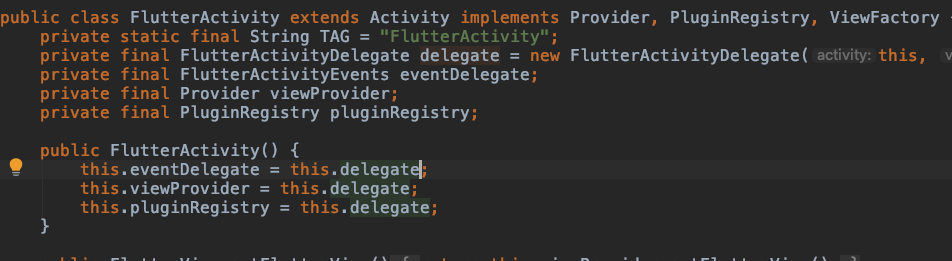 public class FlutterActivity extends Activity implements Provider, PluginRegistry, ViewFactory
private static final String TAG = "FlutterActivity";
private final FlutterActivityDelegate delegate = new FlutterActivityDelegate( activity: this, v
private final FlutterActivityEvents eventDelegate;
private final Provider viewProvider;
private final PluginRegistry pluginRegistry;
public FlutterActivity() {
this.eventDelegate = this.delegate;
this.viewProvider = this.delegate;
this.pluginRegistry = this.delegate;
}